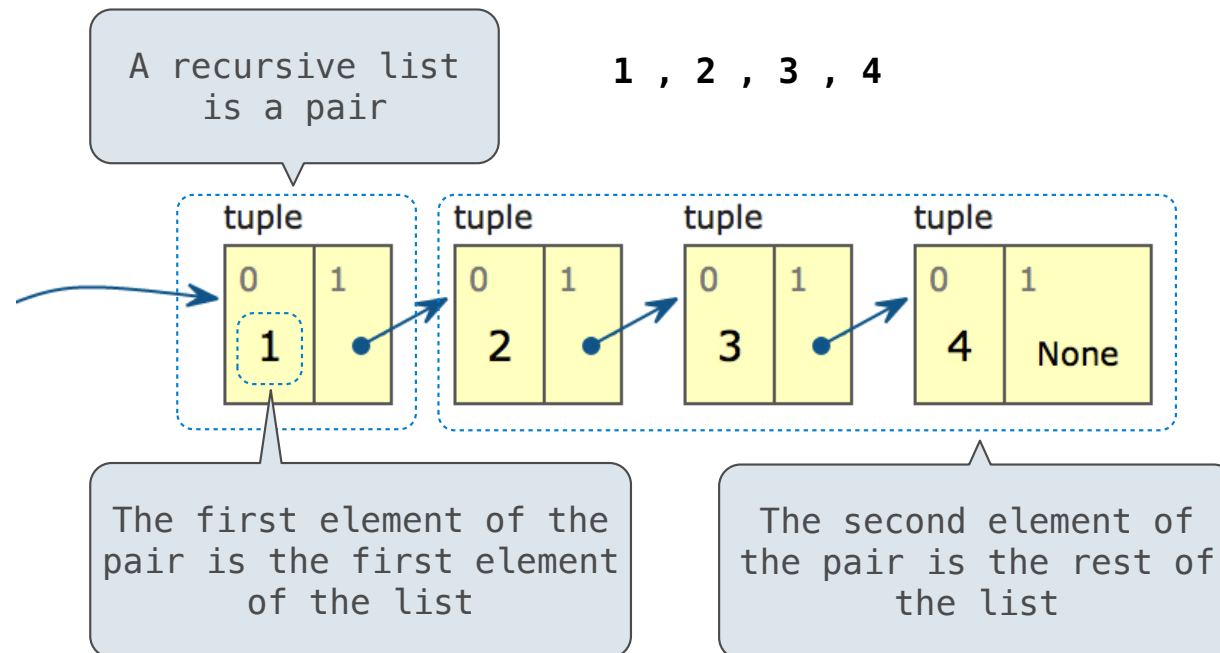 A recursive list
is a pair
1 , 2 , 3 , 4
tuple tuple tuple tuple
0 1 0 1 0 1 0 1
1 2 3 4 None
The first element of the
pair is the first element
of the list
The second element of
the pair is the rest of
the list